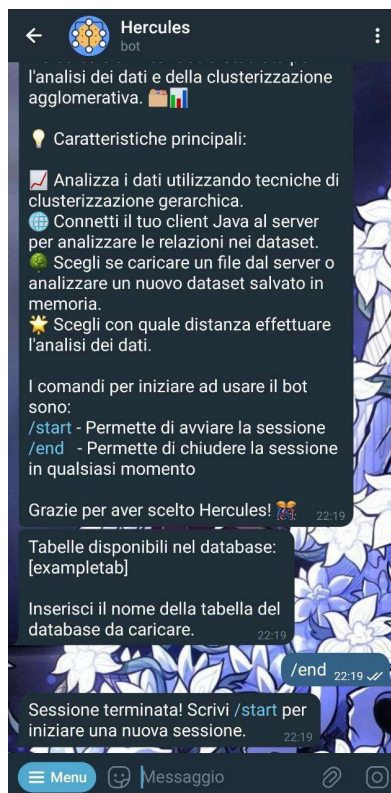 Hercules
bot
l'analisi dei dati e della clusterizzazione
agglomerativa. 🗂️📊
💡 Caratteristiche principali:
📈 Analizza i dati utilizzando tecniche di
clusterizzazione gerarchica.
🌐 Connetti il tuo client Java al server
per analizzare le relazioni nei dataset.
🌳 Scegli se caricare un file dal server o
analizzare un nuovo dataset salvato in
memoria.
🌟 Scegli con quale distanza effettuare
l'analisi dei dati.
I comandi per iniziare ad usare il bot
sono:
/start - Permette di avviare la sessione
/end - Permette di chiudere la sessione
in qualsiasi momento
Grazie per aver scelto Hercules! 🎊 22:19
Tabelle disponibili nel database:
[exampletab]
Inserisci il nome della tabella del
database da caricare. 22:19
/end 22:19
Sessione terminata! Scrivi /start per
iniziare una nuova sessione. 22:19
Menu Messaggio